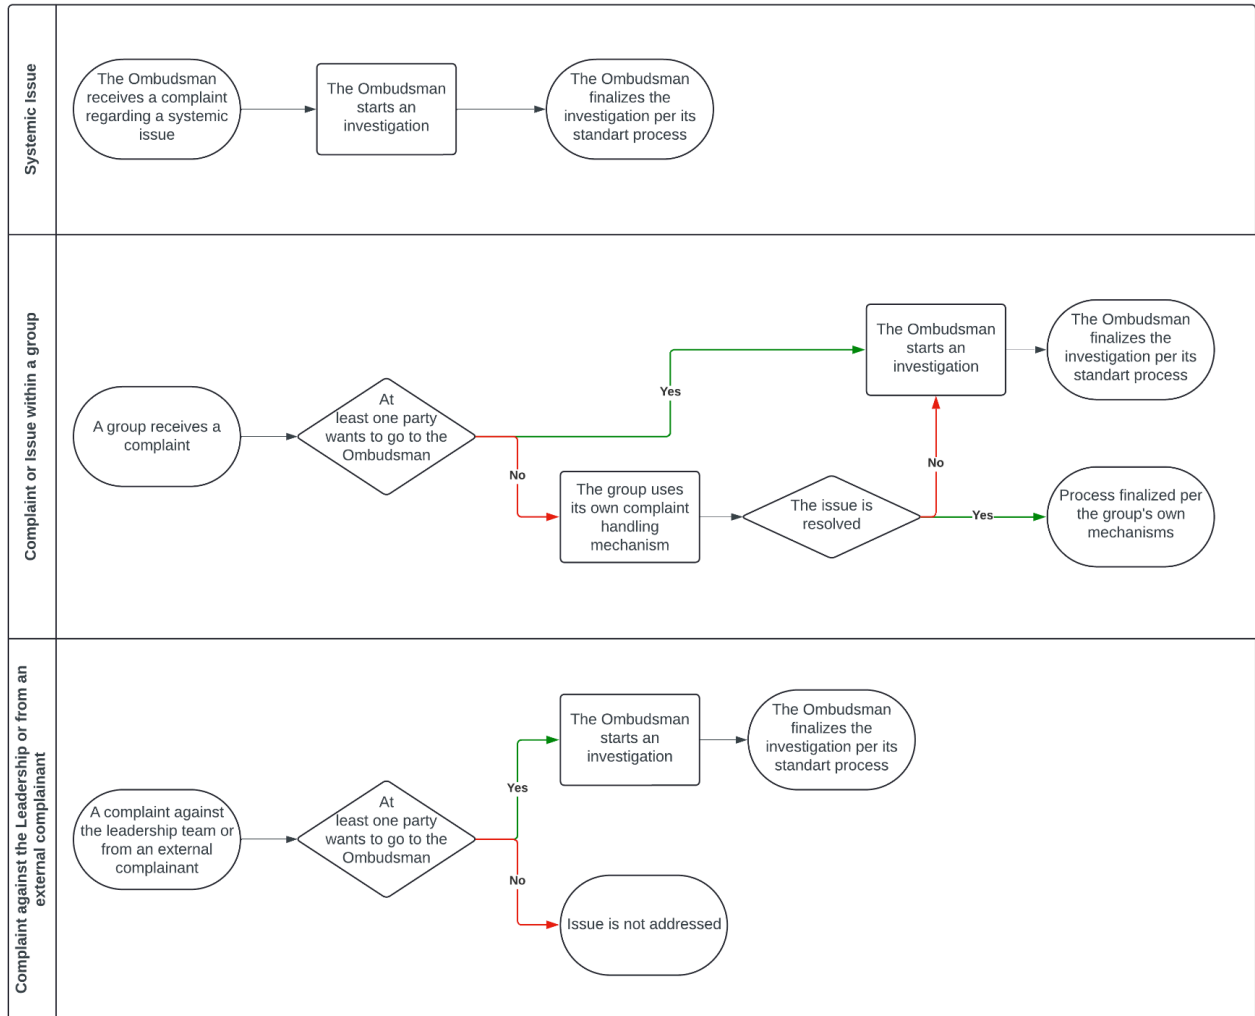 Systemic Issue
The Ombudsman
receives a complaint
regarding a systemic
issue
The Ombudsman
starts an
investigation
The Ombudsman
finalizes the
investigation per its
standart process
Complaint or Issue within a group
A group receives a
complaint
At
least one party
wants to go to the
Ombudsman
Yes
No
The Ombudsman
starts an
investigation
The Ombudsman
finalizes the
investigation per its
standart process
The group uses
its own complaint
handling
mechanism
The issue is
resolved
No
Yes
Process finalized per
the group's own
mechanisms
Complaint against the Leadership or from an
external complainant
A complaint against
the leadership team or
from an external
complainant
At
least one party
wants to go to the
Ombudsman
Yes
No
The Ombudsman
starts an
investigation
The Ombudsman
finalizes the
investigation per its
standart process
Issue is not addressed